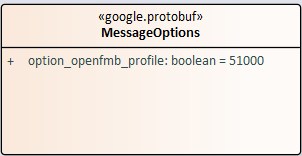 «google.protobuf»
MessageOptions
+ option_openfmb_profile: boolean = 51000